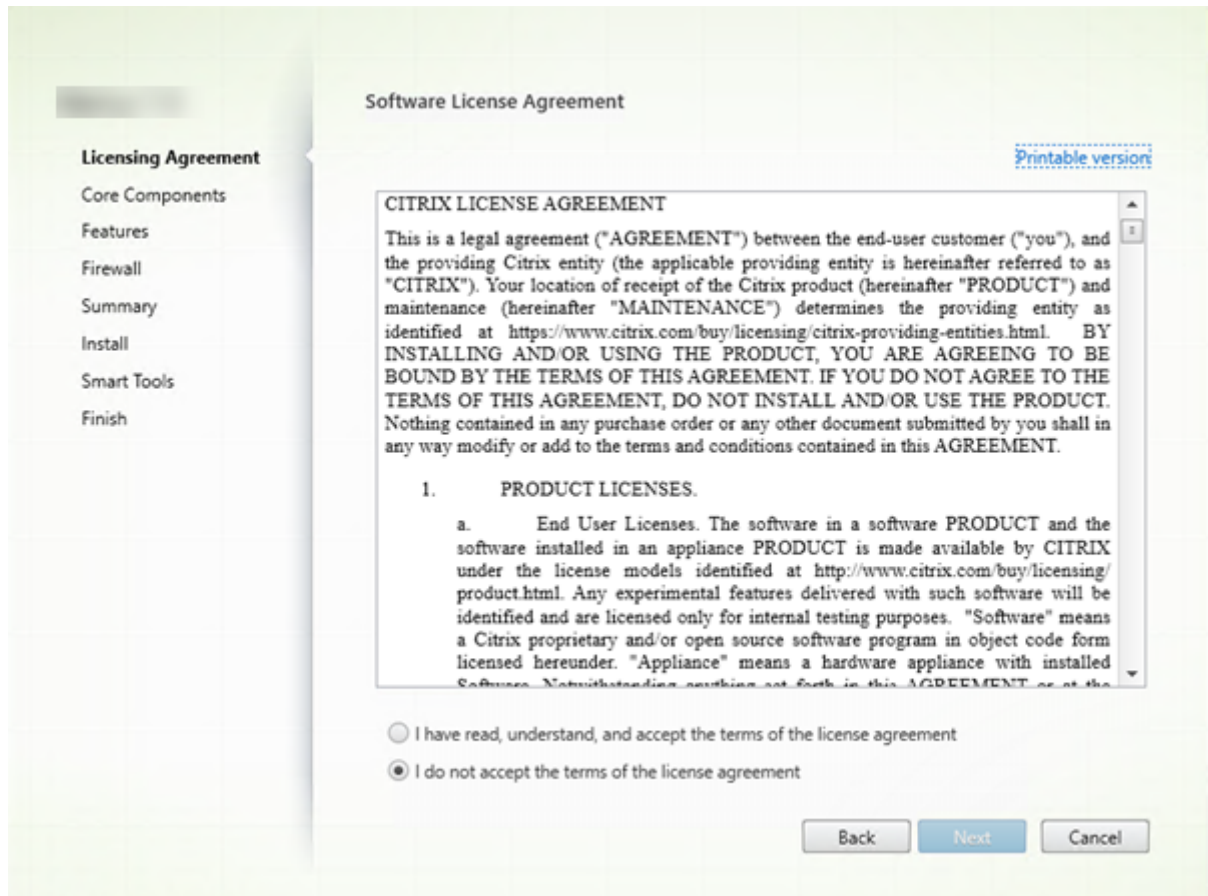 Software License Agreement
Licensing Agreement
Core Components
Features
Firewall
Summary
Install
Smart Tools
Finish
Printable version
CITRIX LICENSE AGREEMENT
This is a legal agreement ("AGREEMENT") between the end-user customer ("you"), and
the providing Citrix entity (the applicable providing entity is hereinafter referred to as
"CITRIX"). Your location of receipt of the Citrix product (hereinafter "PRODUCT") and
maintenance (hereinafter "MAINTENANCE") determines the providing entity as
identified at https://www.citrix.com/buy/licensing/citrix-providing-entities.html. BY
INSTALLING AND/OR USING THE PRODUCT, YOU ARE AGREEING TO BE
BOUND BY THE TERMS OF THIS AGREEMENT. IF YOU DO NOT AGREE TO THE
TERMS OF THIS AGREEMENT, DO NOT INSTALL AND/OR USE THE PRODUCT.
Nothing contained in any purchase order or any other document submitted by you shall in
any way modify or add to the terms and conditions contained in this AGREEMENT.
1. PRODUCT LICENSES.
a. End User Licenses. The software in a software PRODUCT and the
software installed in an appliance PRODUCT is made available by CITRIX
under the license models identified at http://www.citrix.com/buy/licensing/
product.html. Any experimental features delivered with such software will be
identified and are licensed only for internal testing purposes. "Software" means
a Citrix proprietary and/or open source software program in object code form
licensed hereunder. "Appliance" means a hardware appliance with installed
Software. Notwithstanding anything set forth in this AGREEMENT or at the
I have read, understand, and accept the terms of the license agreement
I do not accept the terms of the license agreement
Back
Next
Cancel